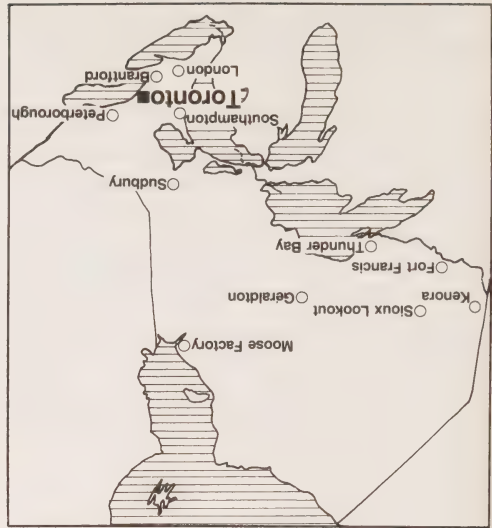 Moose Factory
Kenora
Sioux Lookout
Geraldton
Fort Francis
Thunder Bay
Sudbury
Southampton
Peterborough
Toronto
London
Brantford